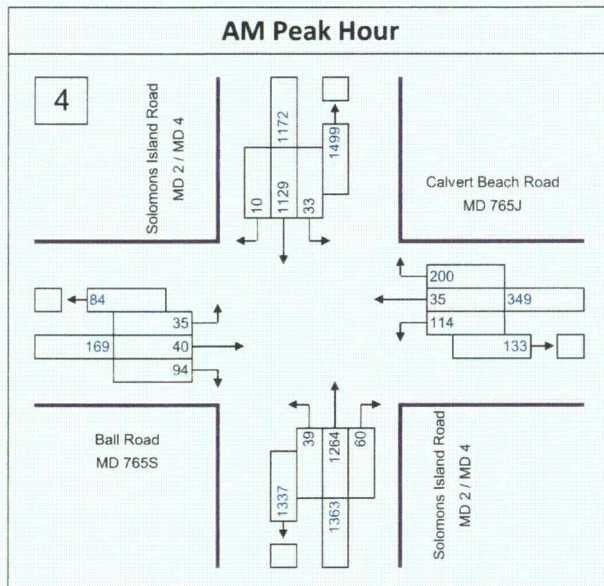 AM Peak Hour
4
Solomons Island Road
MD 2 / MD 4
1172
1499
10
1129
33
Calvert Beach Road
MD 765J
84
35
169
40
94
200
35
349
114
133
Ball Road
MD 765S
39
1264
60
1337
1363
Solomons Island Road
MD 2 / MD 4